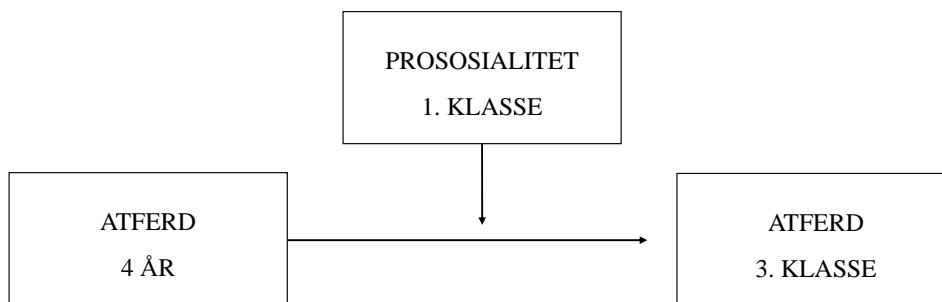 PROSOSIALITET
1. KLASSE
ATFERD
4 ÅR
ATFERD
3. KLASSE